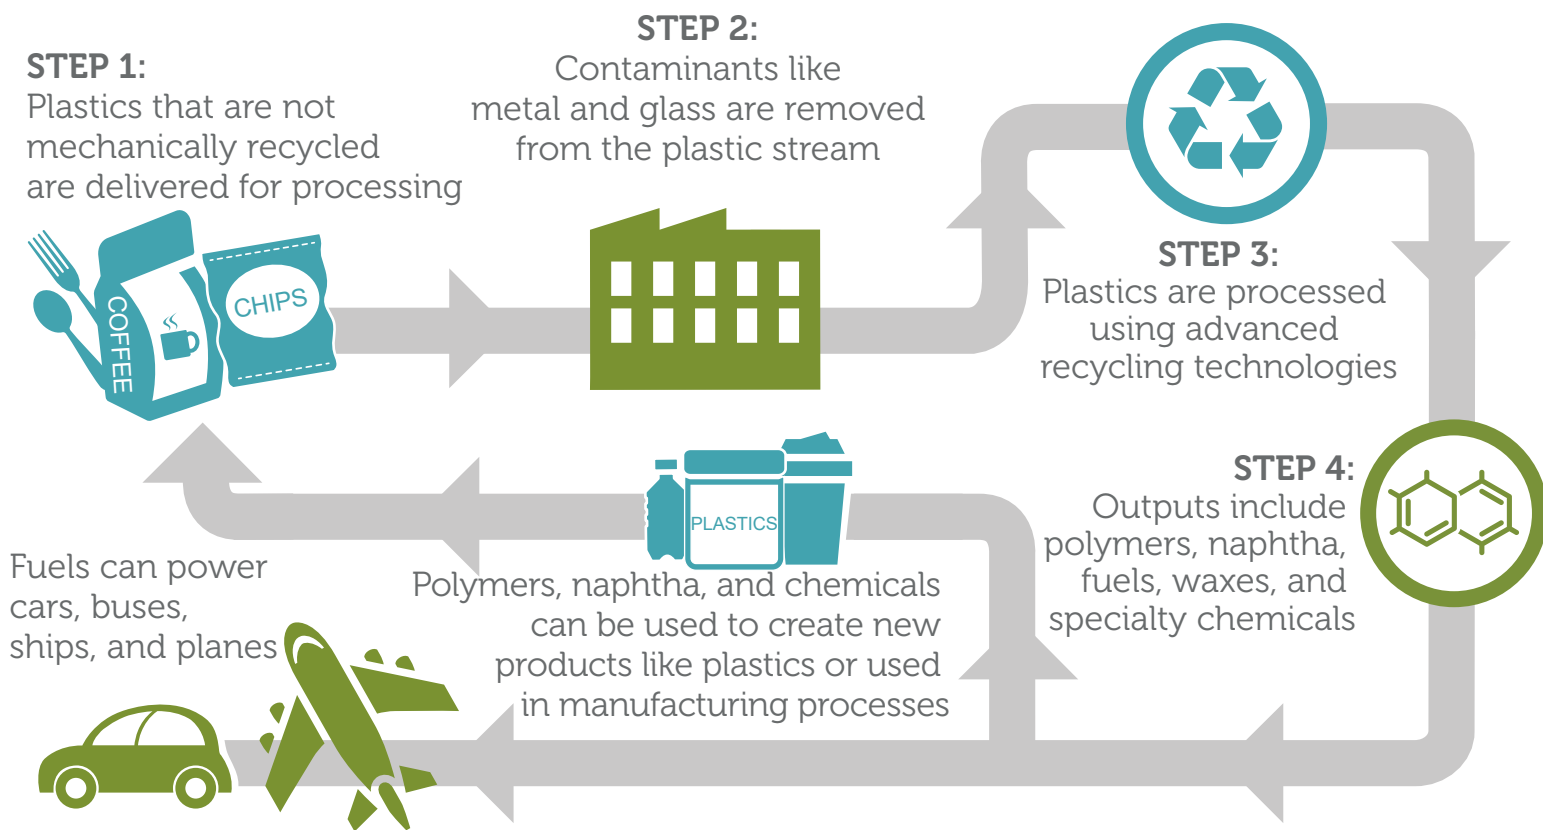 STEP 1:
Plastics that are not
mechanically recycled
are delivered for processing
COFFEE
CHIPS
STEP 2:
Contaminants like
metal and glass are removed
from the plastic stream
STEP 3:
Plastics are processed
using advanced
recycling technologies
STEP 4:
Outputs include
polymers, naphtha,
fuels, waxes, and
specialty chemicals
PLASTICS
Polymers, naphtha, and chemicals
can be used to create new
products like plastics or used
in manufacturing processes
Fuels can power
cars, buses,
ships, and planes